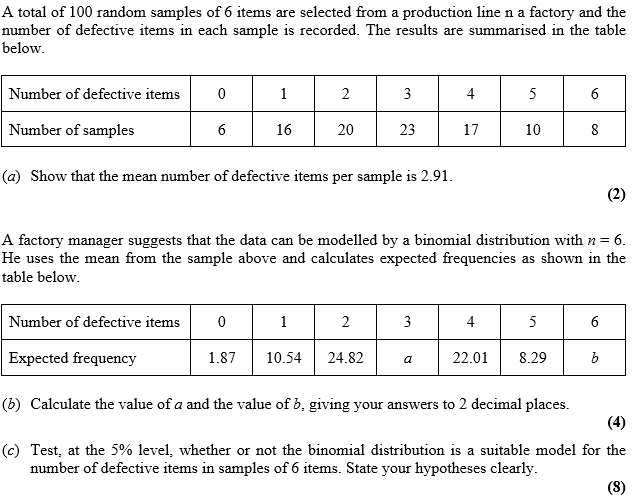 A total of 100 random samples of 6 items are selected from a production line n a factory and the
number of defective items in each sample is recorded. The results are summarised in the table
below.
Number of defective items 0 1 2 3 4 5 6
Number of samples 6 16 20 23 17 10 8
(a) Show that the mean number of defective items per sample is 2.91.
(2)
A factory manager suggests that the data can be modelled by a binomial distribution with n = 6.
He uses the mean from the sample above and calculates expected frequencies as shown in the
table below.
Number of defective items 0 1 2 3 4 5 6
Expected frequency 1.87 10.54 24.82 a 22.01 8.29 b
(b) Calculate the value of a and the value of b, giving your answers to 2 decimal places.
(4)
(c) Test, at the 5% level, whether or not the binomial distribution is a suitable model for the
number of defective items in samples of 6 items. State your hypotheses clearly.
(8)